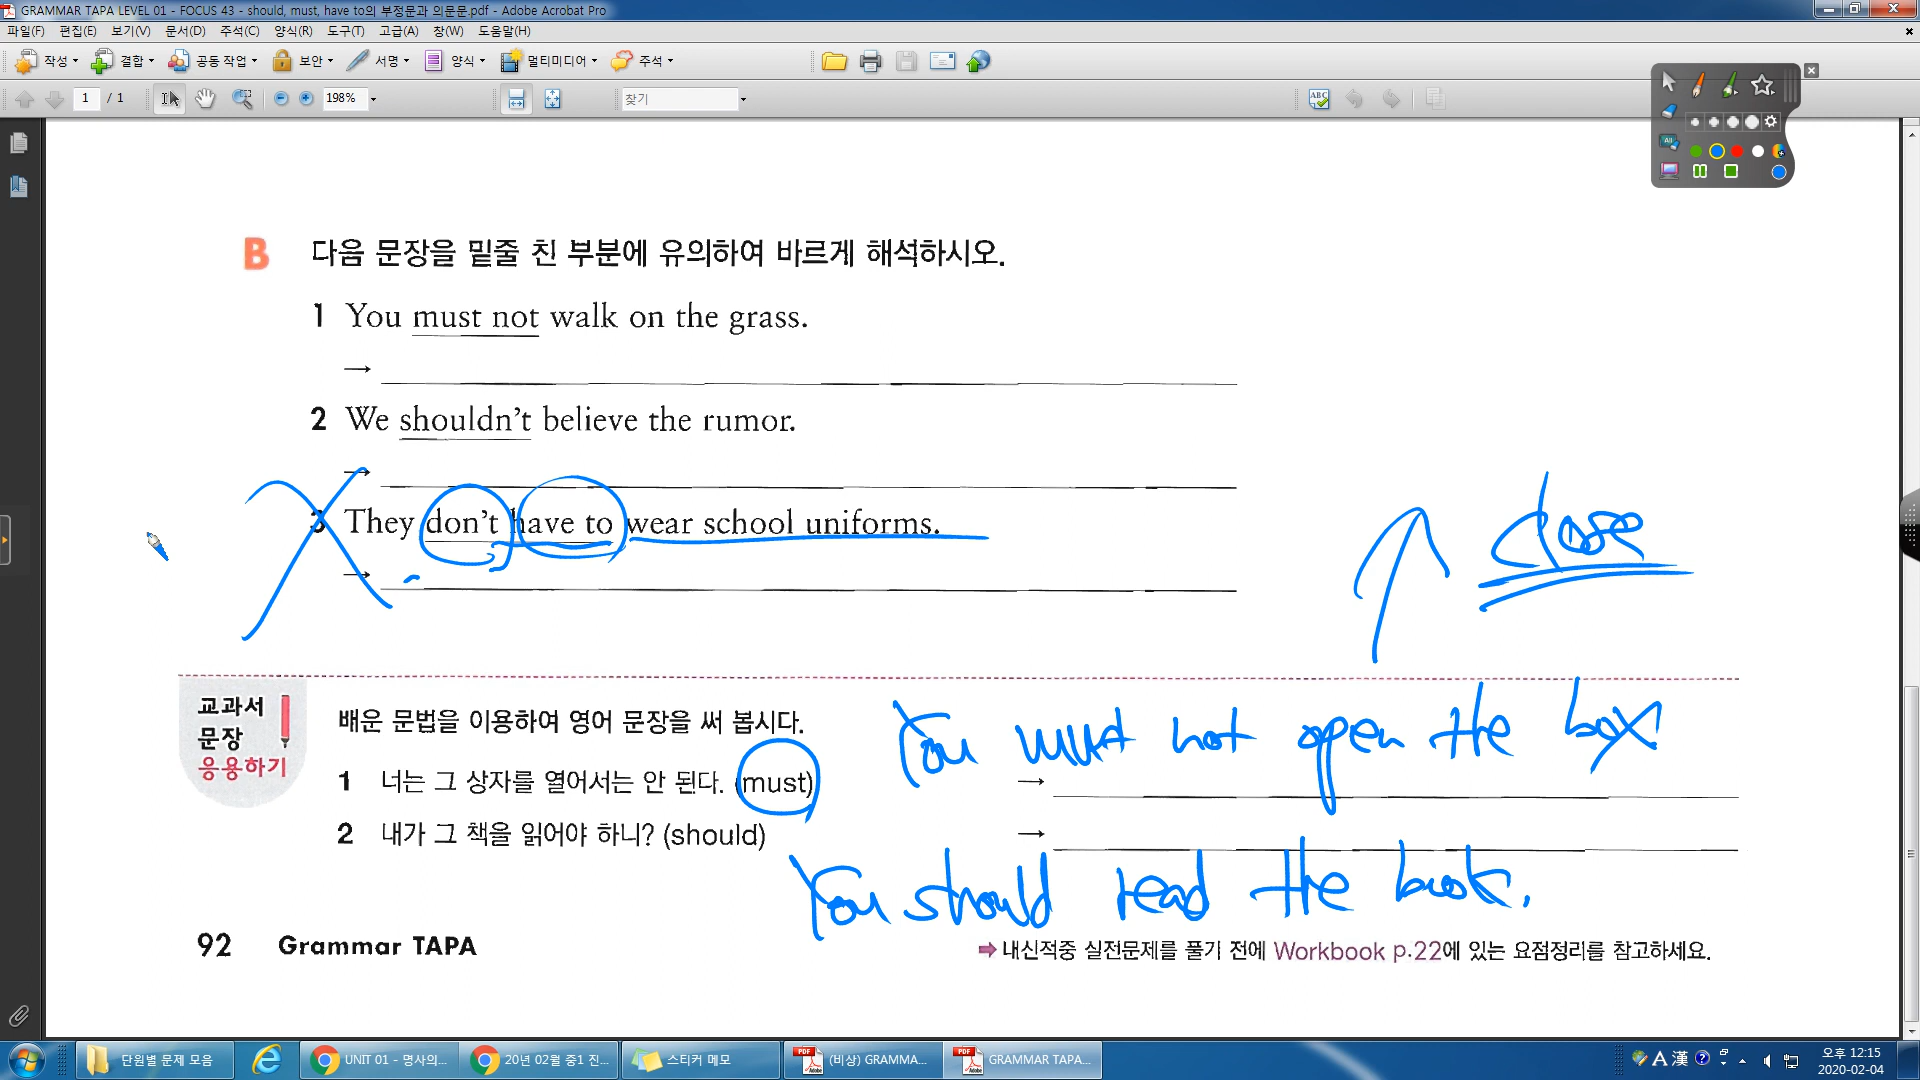 GRAMMAR TAPA LEVEL 01 - FOCUS 43 - should, must, have to의 부정문과 의문문.pdf - Adobe Acrobat Pro
파일(F) 편집(E) 보기(V) 문서(D) 주석(C) 양식(R) 도구(T) 고급(A) 창(W) 도움말(H)
작성 결합 공동 작업 보안 서명 양식 멀티미디어 주석
1 / 1 198% 찾기
B 다음 문장을 밑줄 친 부분에 유의하여 바르게 해석하시오.
1 You must not walk on the grass.
→
2 We shouldn't believe the rumor.
→
3 They don't have to wear school uniforms.
→
close
교과서
문장
응용하기
배운 문법을 이용하여 영어 문장을 써 봅시다.
You must not open the box
1 너는 그 상자를 열어서는 안 된다. (must) →
2 내가 그 책을 읽어야 하니? (should) →
You should read the book.
92 Grammar TAPA
⇨ 내신적중 실전문제를 풀기 전에 Workbook p.22에 있는 요점정리를 참고하세요.
단원별 문제 모음 UNIT 01 - 명사의... 20년 02월 중1 진... 스티커 메모 (비상) GRAMMA... GRAMMAR TAPA...
A 漢
오후 12:15
2020-02-04